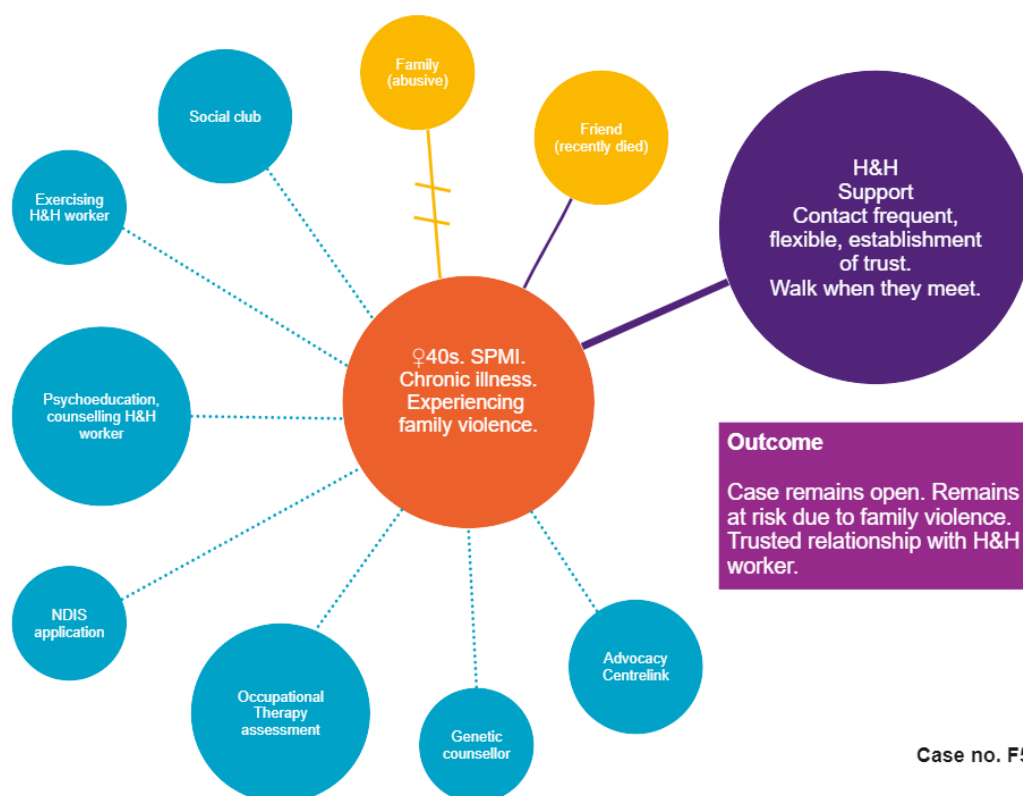 Family
(abusive)
Social club
Friend
(recently died)
H&H
Support
Contact frequent,
flexible, establishment
of trust.
Walk when they meet.
Exercising
H&H worker
♀40s. SPMI.
Chronic illness.
Experiencing
family violence.
Psychoeducation,
counselling H&H
worker
Outcome
Case remains open. Remains
at risk due to family violence.
Trusted relationship with H&H
worker.
NDIS
application
Occupational
Therapy
assessment
Genetic
counsellor
Advocacy
Centrelink
Case no. F5